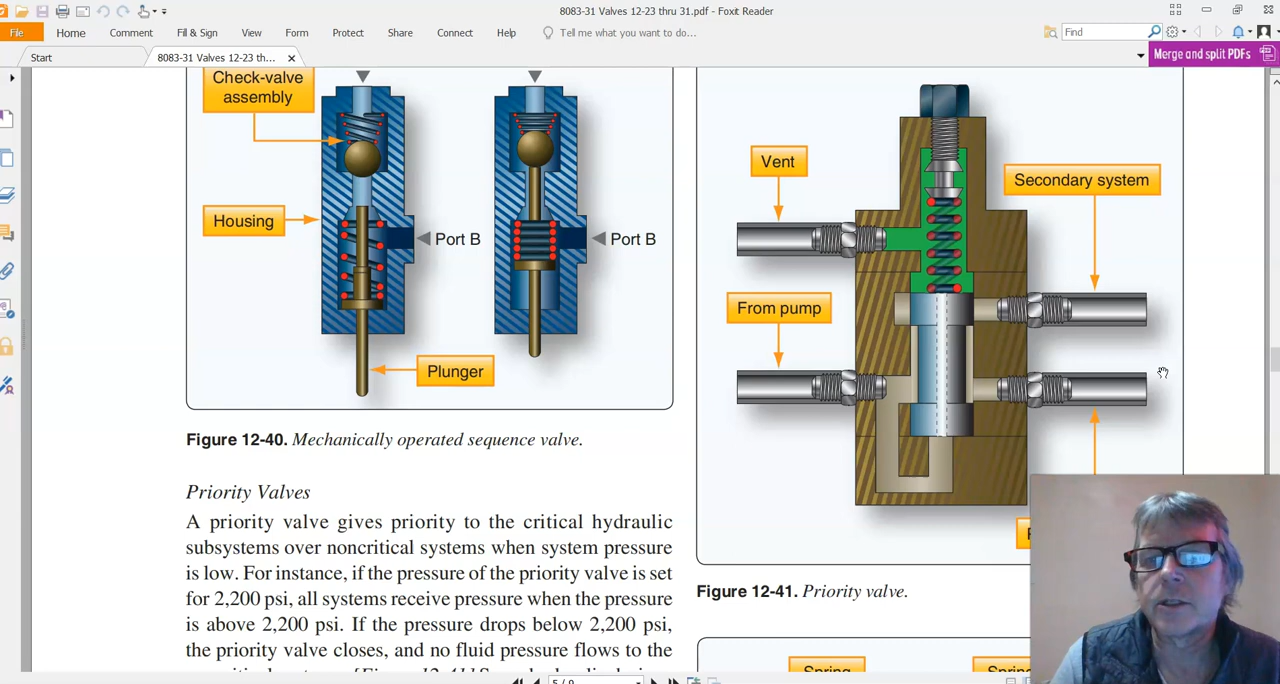 8083-31 Valves 12-23 thru 31.pdf - Foxit Reader
File
Home
Comment
Fill & Sign
View
Form
Protect
Share
Connect
Help
Tell me what you want to do...
Find
Start
8083-31 Valves 12-23 th...
Merge and split PDFs
Check-valve
assembly
Housing
Port B
Port B
Plunger
Figure 12-40. Mechanically operated sequence valve.
Priority Valves
A priority valve gives priority to the critical hydraulic
subsystems over noncritical systems when system pressure
is low. For instance, if the pressure of the priority valve is set
for 2,200 psi, all systems receive pressure when the pressure
is above 2,200 psi. If the pressure drops below 2,200 psi,
the priority valve closes, and no fluid pressure flows to the
Vent
Secondary system
From pump
Figure 12-41. Priority valve.
Spring
5 / 9